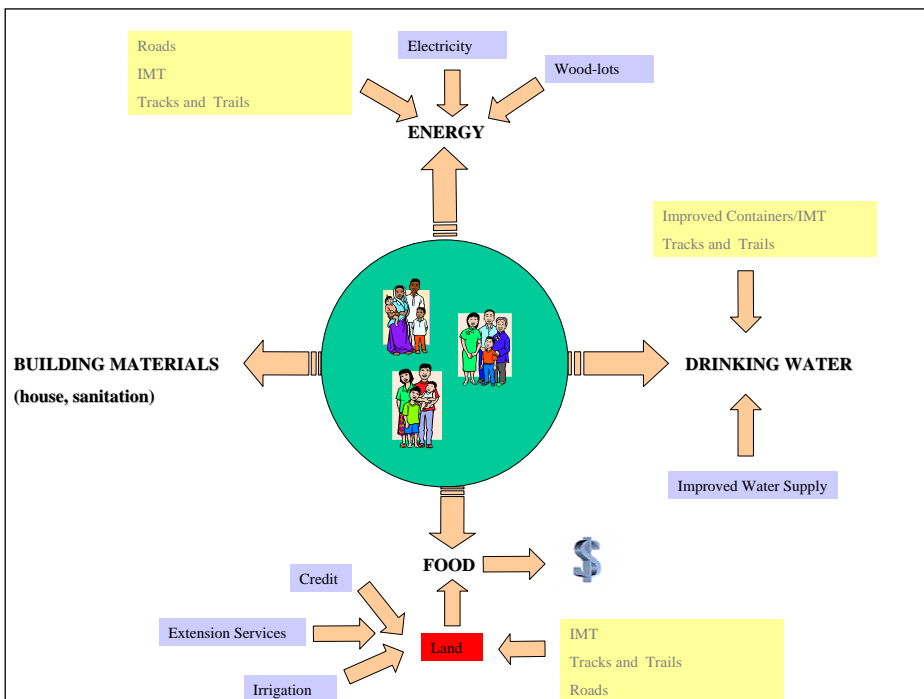 Roads
IMT
Tracks and Trails
Electricity
Wood-lots
ENERGY
Improved Containers/IMT
Tracks and Trails
BUILDING MATERIALS
(house, sanitation)
DRINKING WATER
Improved Water Supply
FOOD
$
Credit
Extension Services
Irrigation
Land
IMT
Tracks and Trails
Roads